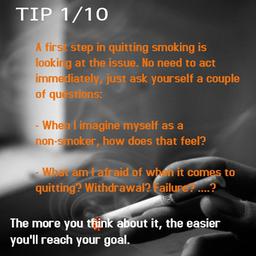 TIP 1/10
A first step in quitting smoking is
looking at the issue. No need to act
immediately, just ask yourself a couple
of questions:
- When I imagine myself as a
non-smoker, how does that feel?
- What am I afraid of when it comes to
quitting? Withdrawal? Failure? ....?
The more you think about it, the easier
you'll reach your goal.